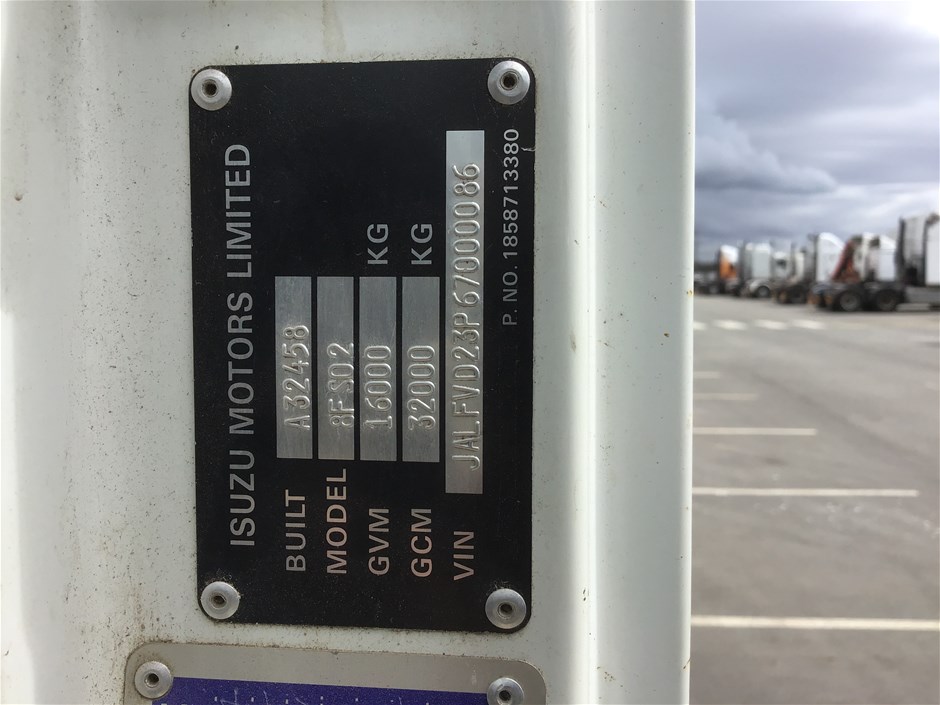 ISUZU MOTORS LIMITED
BUILT A32458
MODEL 8FS02
GVM 16000 KG
GCM 32000 KG
VIN JALFVD23P67000086
P. NO. 1858713380